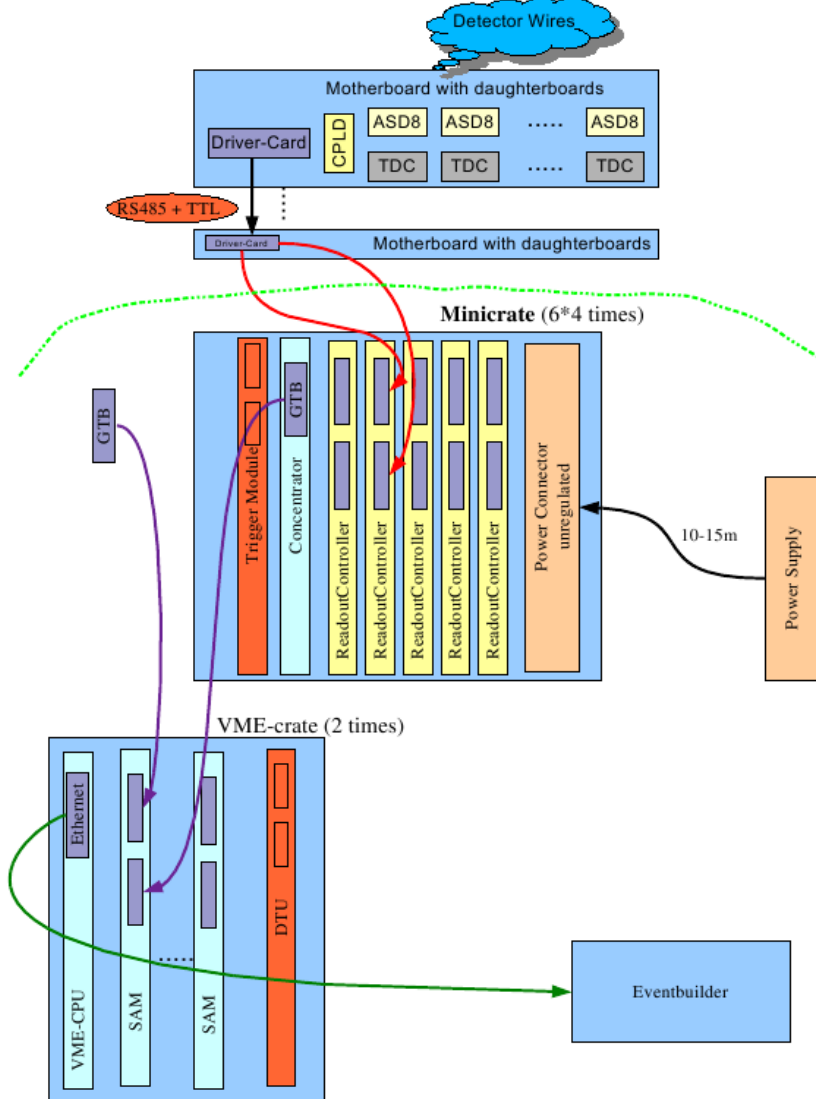 Detector Wires
Motherboard with daughterboards
Driver-Card
CPLD
ASD8 ASD8 ..... ASD8
TDC TDC ..... TDC
RS485 + TTL
Driver-Card
Motherboard with daughterboards
Minicrate (6*4 times)
GTB
Trigger Module
GTB
Concentrator
ReadoutController
ReadoutController
ReadoutController
ReadoutController
ReadoutController
Power Connector
unregulated
10-15m
Power Supply
VME-crate (2 times)
Ethernet
VME-CPU
SAM
.....
SAM
DTU
Eventbuilder